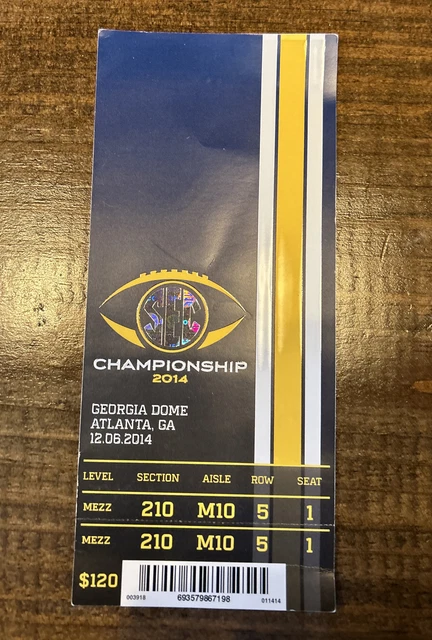 SEC
CHAMPIONSHIP
2014
GEORGIA DOME
ATLANTA, GA
12.06.2014
LEVEL SECTION AISLE ROW SEAT
MEZZ 210 M10 5 1
MEZZ 210 M10 5 1
$120
003918 693579867198 011414